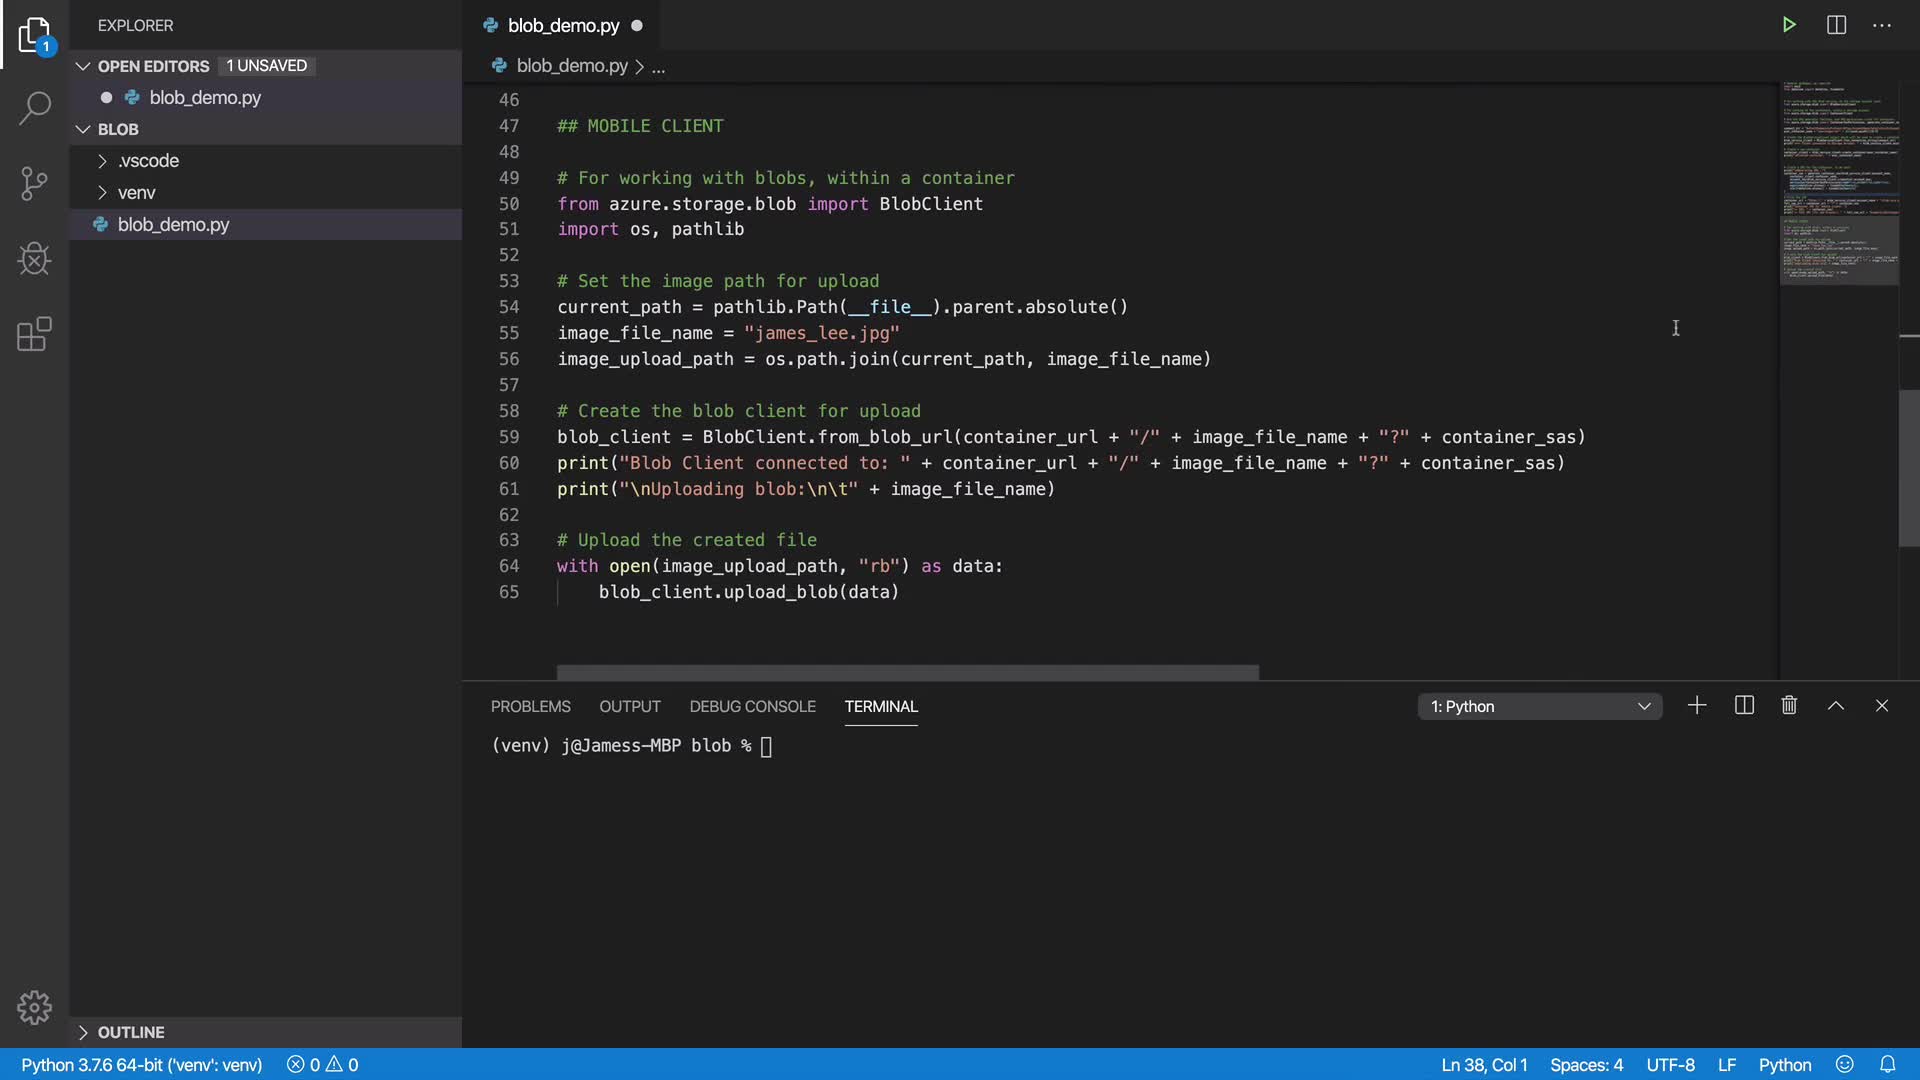 EXPLORER
OPEN EDITORS 1 UNSAVED
blob_demo.py
BLOB
.vscode
venv
blob_demo.py
OUTLINE
1
blob_demo.py
blob_demo.py > ...
46
47 ## MOBILE CLIENT
48
49 # For working with blobs, within a container
50 from azure.storage.blob import BlobClient
51 import os, pathlib
52
53 # Set the image path for upload
54 current_path = pathlib.Path(__file__).parent.absolute()
55 image_file_name = "james_lee.jpg"
56 image_upload_path = os.path.join(current_path, image_file_name)
57
58 # Create the blob client for upload
59 blob_client = BlobClient.from_blob_url(container_url + "/" + image_file_name + "?" + container_sas)
60 print("Blob Client connected to: " + container_url + "/" + image_file_name + "?" + container_sas)
61 print("\nUploading blob:\n\t" + image_file_name)
62
63 # Upload the created file
64 with open(image_upload_path, "rb") as data:
65 blob_client.upload_blob(data)
PROBLEMS OUTPUT DEBUG CONSOLE TERMINAL 1: Python
(venv) j@Jamess-MBP blob %
Python 3.7.6 64-bit ('venv': venv) 0 0 Ln 38, Col 1 Spaces: 4 UTF-8 LF Python